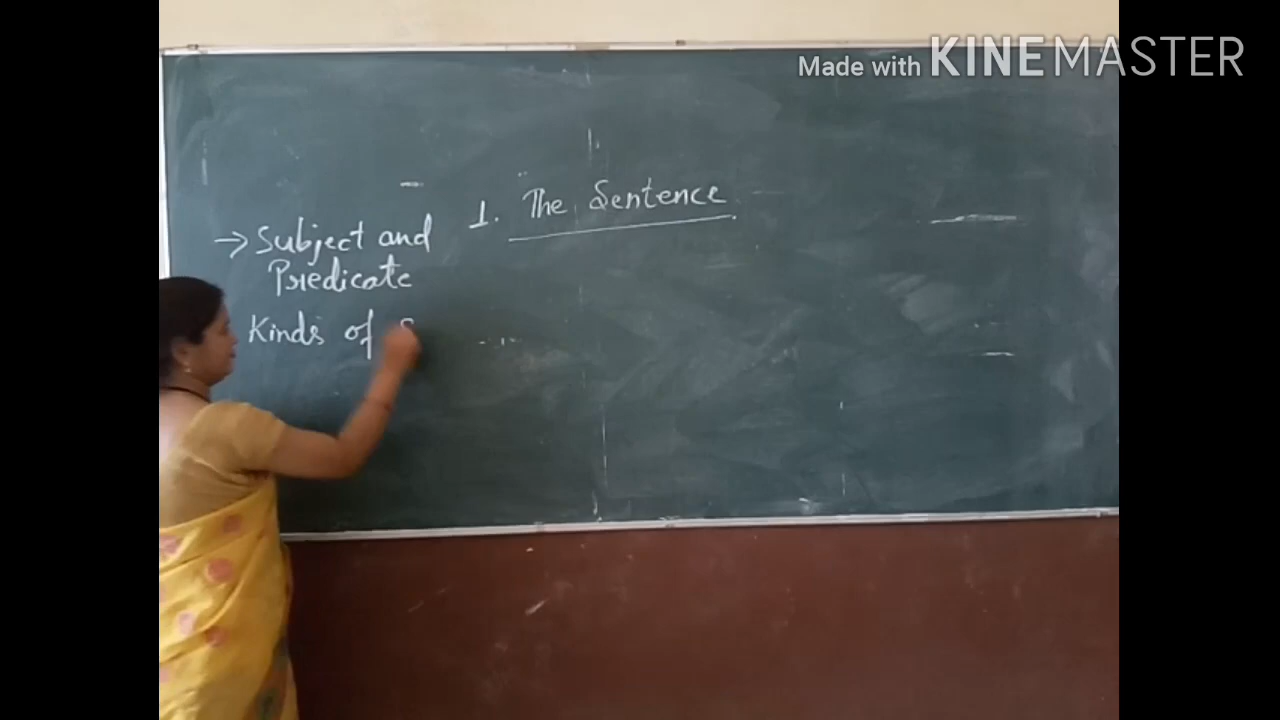 Made with KINEMASTER
1. The Sentence
→ Subject and
Predicate
Kinds of S